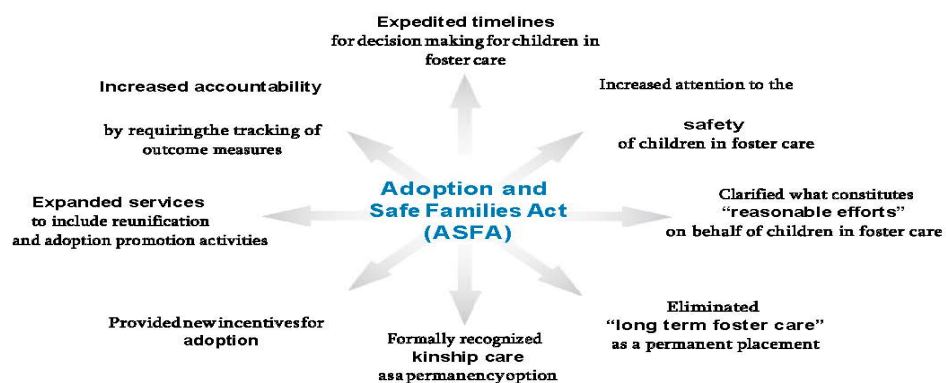 Expedited timelines
for decision making for children in
foster care
Increased accountability
by requiringthe tracking of
outcome measures
Increased attention to the
safety
of children in foster care
Adoption and
Safe Families Act
(ASFA)
Expanded services
to include reunification
and adoption promotion activities
Clarified what constitutes
“reasonable efforts”
on behalf of children in foster care
Provided new incentives for
adoption
Formally recognized
kinship care
as a permanency option
Eliminated
“long term foster care”
as a permanent placement